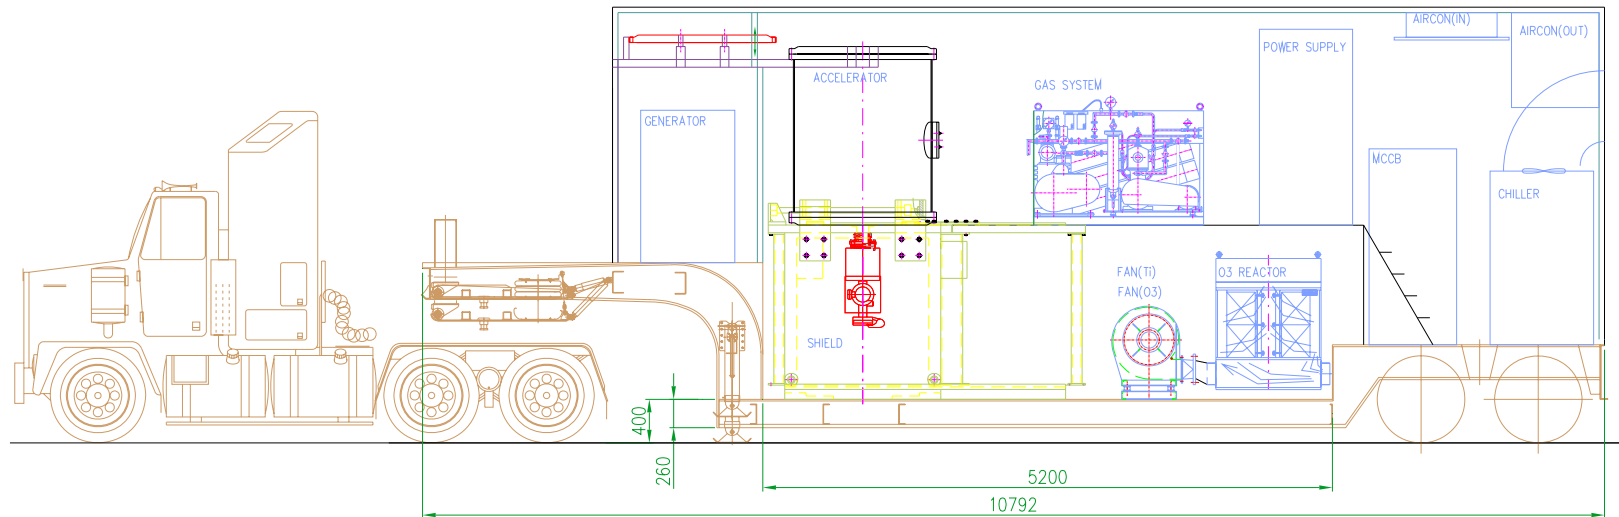 AIRCON(IN)
AIRCON(OUT)
POWER SUPPLY
ACCELERATOR
GAS SYSTEM
GENERATOR
MCCB
CHILLER
FAN(Ti)
O3 REACTOR
FAN(O3)
SHIELD
400
260
5200
10792